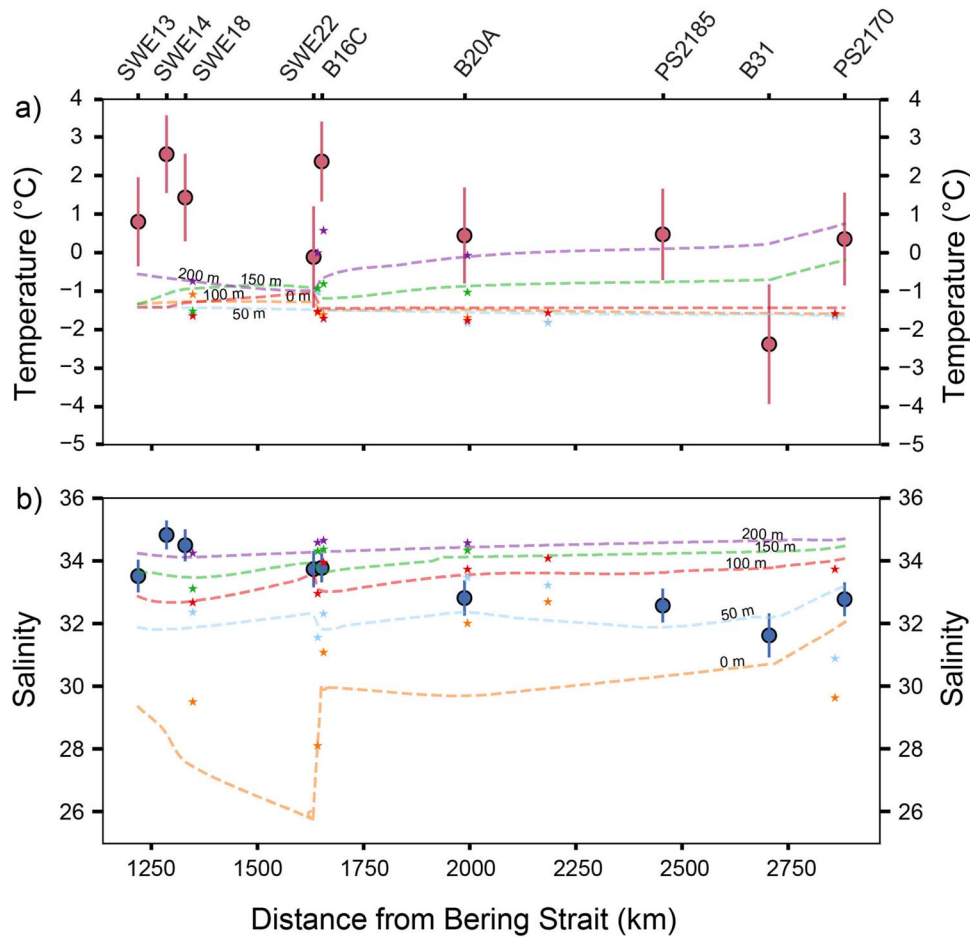 SWE13 SWE14 SWE18 SWE22 B16C B20A PS2185 B31 PS2170
a)
4 4
3 3
2 2
1 1
0 0
−1 −1
−2 −2
−3 −3
−4 −4
−5 −5
Temperature (°C)
Temperature (°C)
200 m 150 m
100 m 0 m
50 m
b)
36 36
34 34
32 32
30 30
28 28
26 26
Salinity
Salinity
200 m
150 m
100 m
50 m
0 m
1250 1500 1750 2000 2250 2500 2750
Distance from Bering Strait (km)